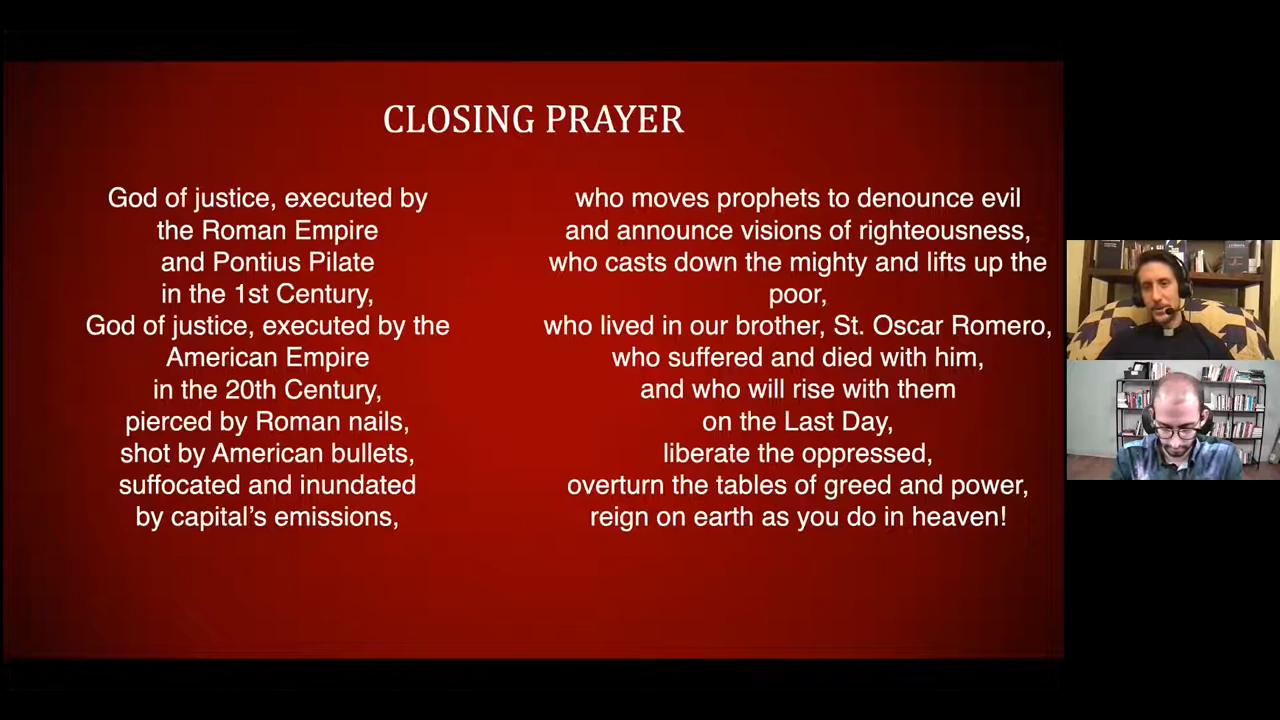 CLOSING PRAYER
God of justice, executed by
the Roman Empire
and Pontius Pilate
in the 1st Century,
God of justice, executed by the
American Empire
in the 20th Century,
pierced by Roman nails,
shot by American bullets,
suffocated and inundated
by capital’s emissions,
who moves prophets to denounce evil
and announce visions of righteousness,
who casts down the mighty and lifts up the
poor,
who lived in our brother, St. Oscar Romero,
who suffered and died with him,
and who will rise with them
on the Last Day,
liberate the oppressed,
overturn the tables of greed and power,
reign on earth as you do in heaven!